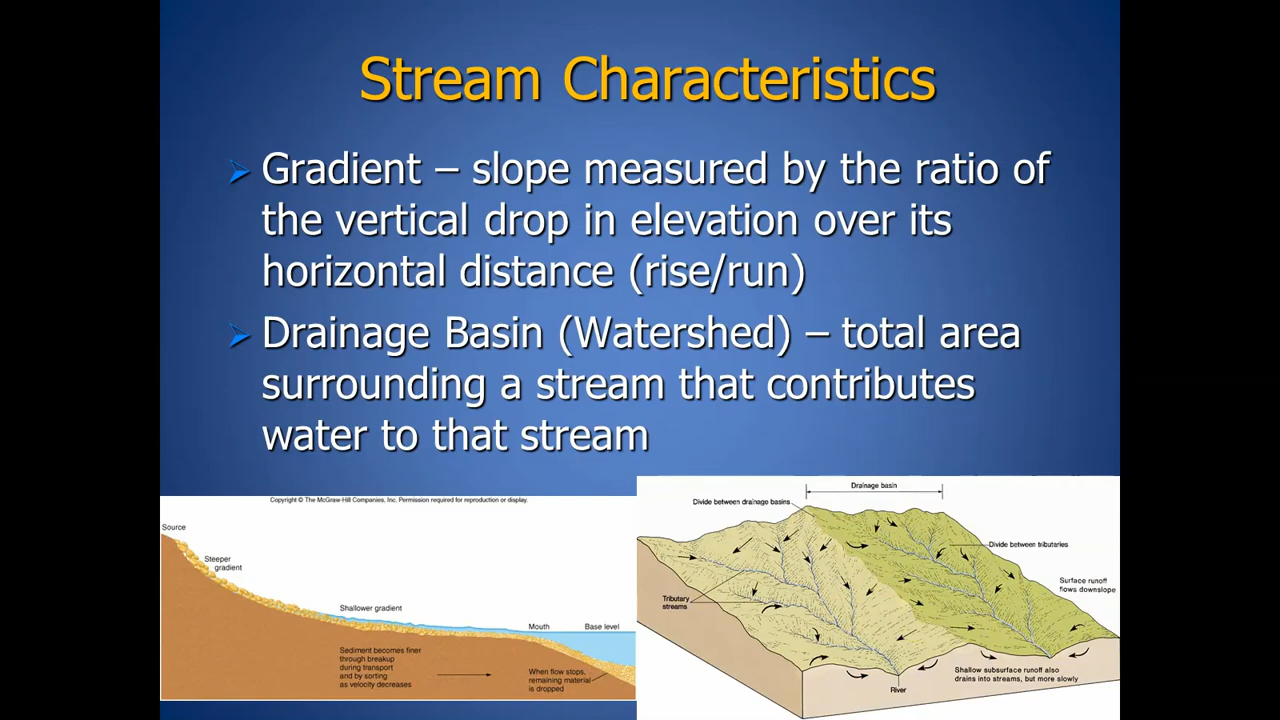 Stream Characteristics
Gradient – slope measured by the ratio of
the vertical drop in elevation over its
horizontal distance (rise/run)
Drainage Basin (Watershed) – total area
surrounding a stream that contributes
water to that stream
Copyright © The McGraw-Hill Companies, Inc. Permission required for reproduction or display.
Source
Steeper
gradient
Shallower gradient
Mouth
Base level
Sediment becomes finer
through breakup
during transport
and by sorting
as velocity decreases
When flow stops,
remaining material
is dropped
Drainage basin
Divide between drainage basins
Divide between tributaries
Surface runoff
flows downslope
Tributary
streams
Shallow subsurface runoff also
drains into streams, but more slowly
River